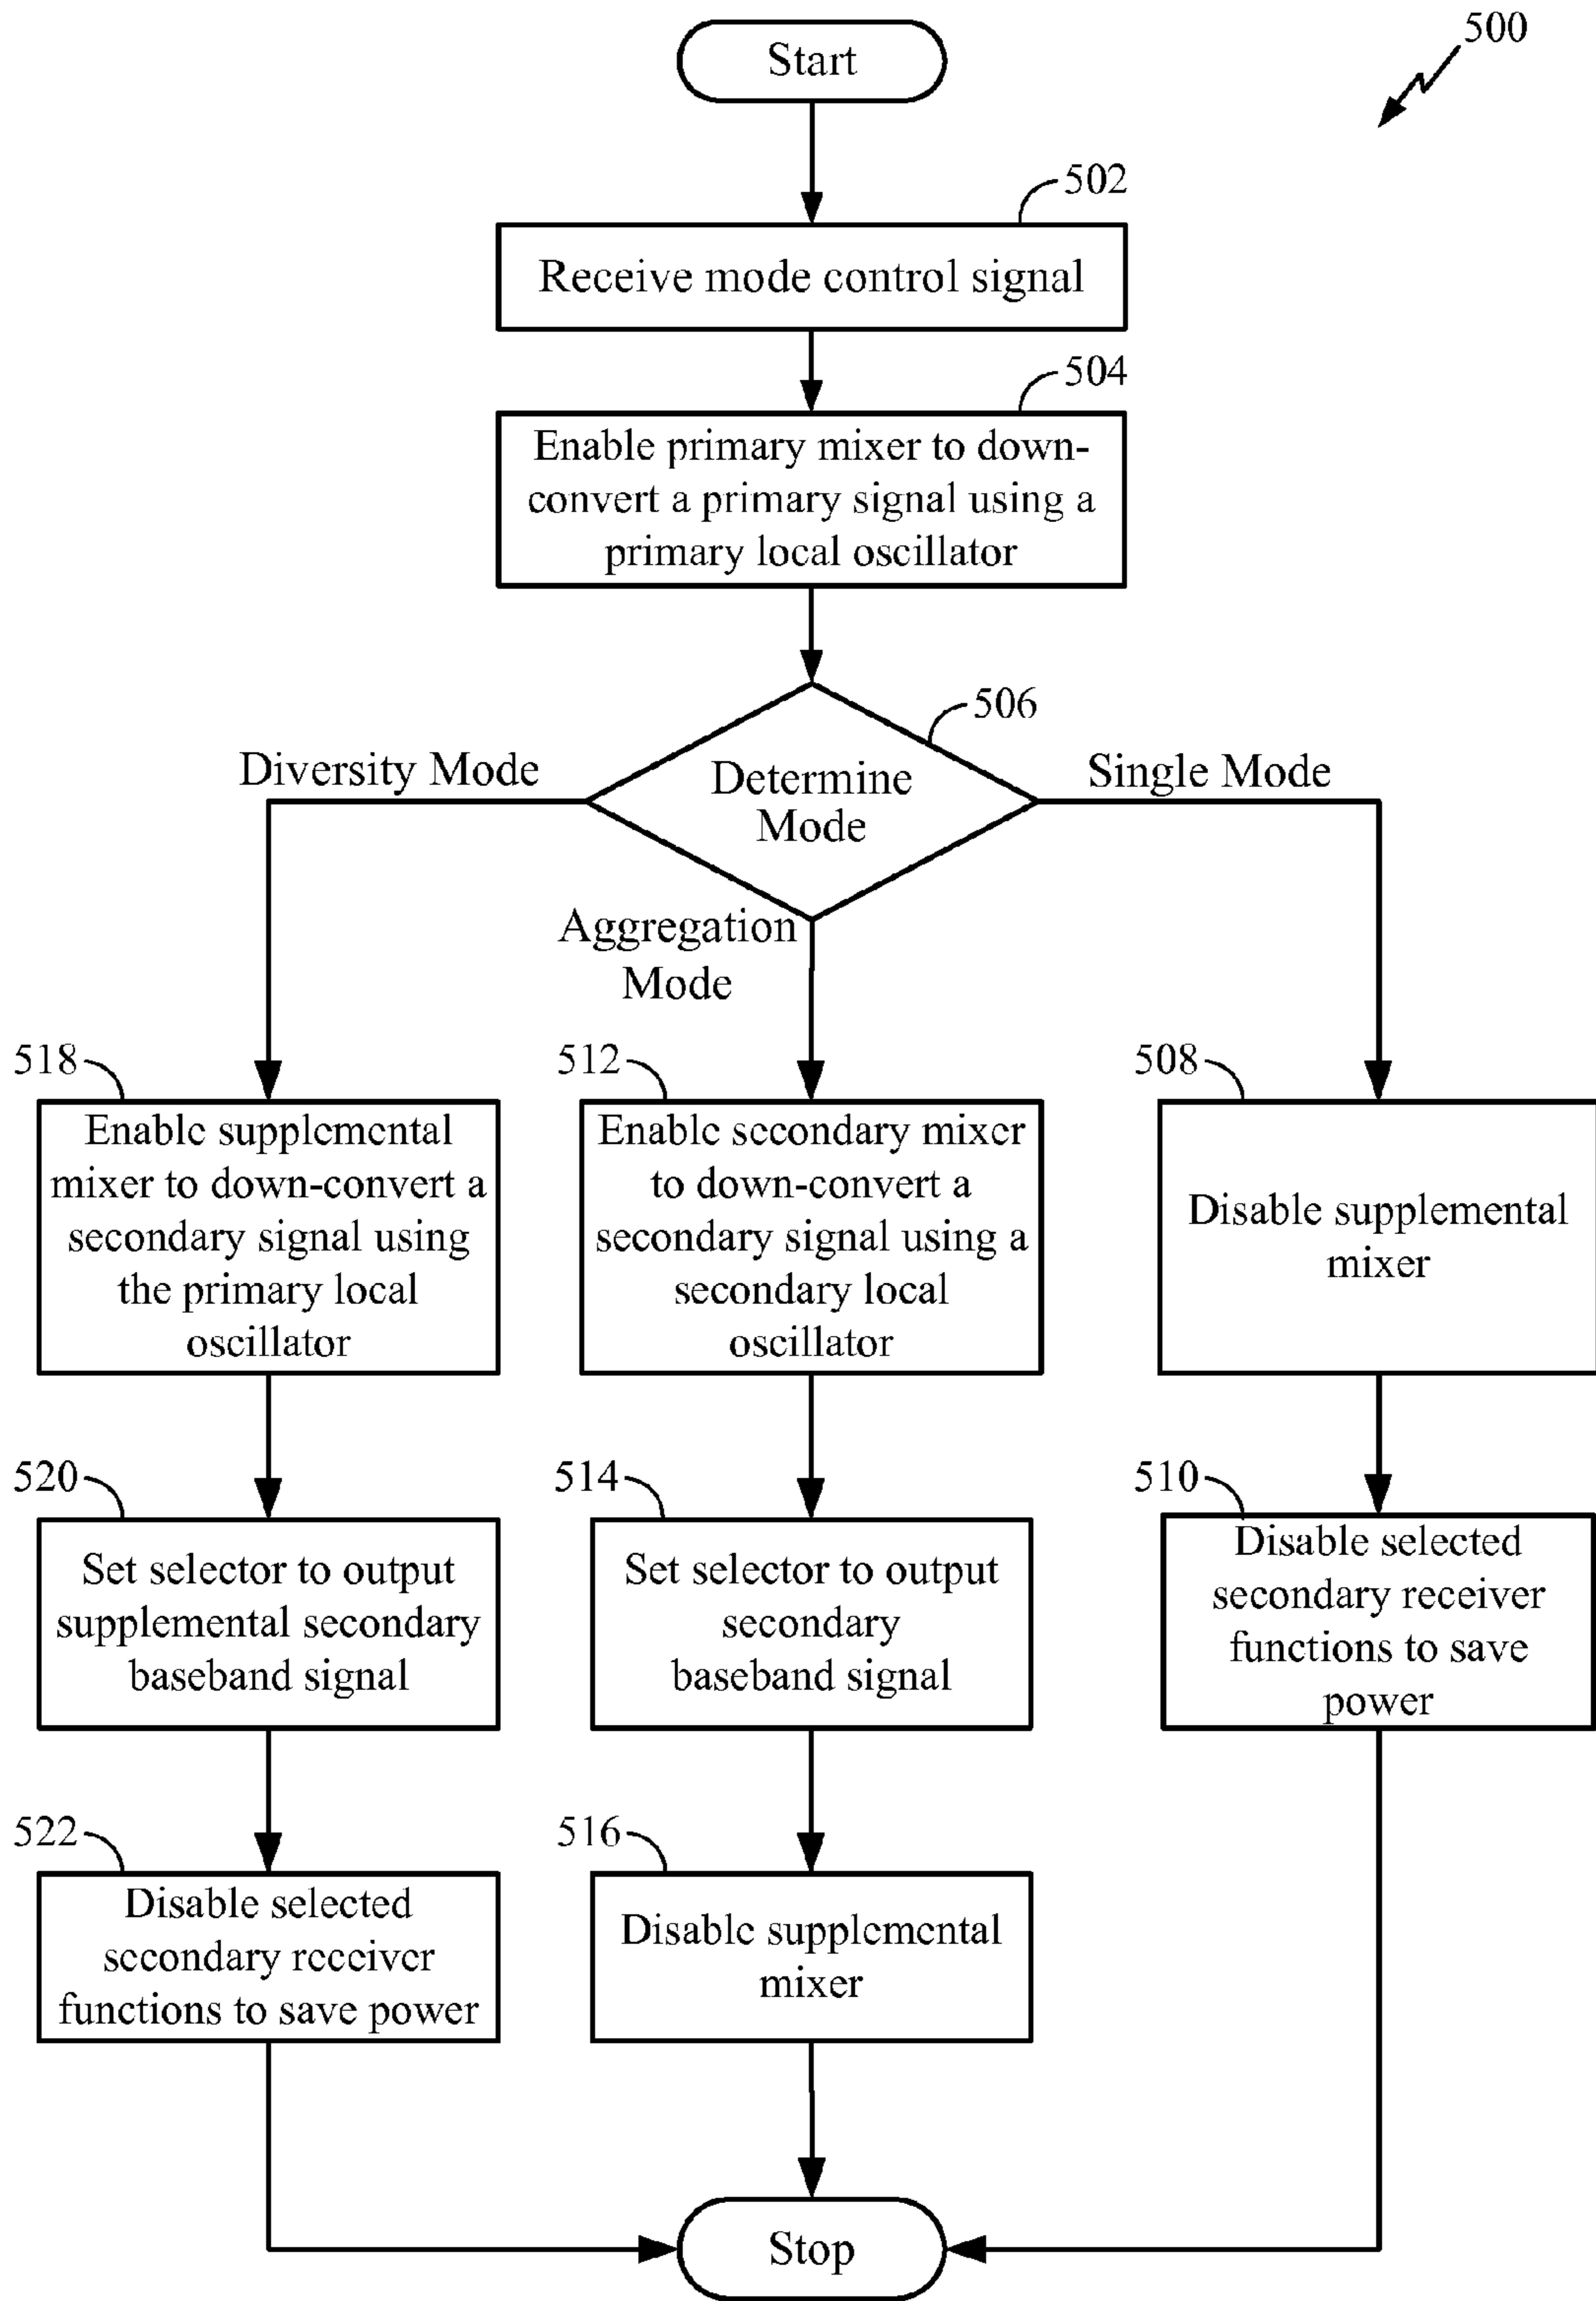 Start
500
502
Receive mode control signal
504
Enable primary mixer to down-
convert a primary signal using a
primary local oscillator
506
Determine
Mode
Diversity Mode
Single Mode
Aggregation
Mode
518
Enable supplemental
mixer to down-convert a
secondary signal using
the primary local
oscillator
512
Enable secondary mixer
to down-convert a
secondary signal using a
secondary local
oscillator
508
Disable supplemental
mixer
520
Set selector to output
supplemental secondary
baseband signal
514
Set selector to output
secondary
baseband signal
510
Disable selected
secondary receiver
functions to save
power
522
Disable selected
secondary receiver
functions to save power
516
Disable supplemental
mixer
Stop